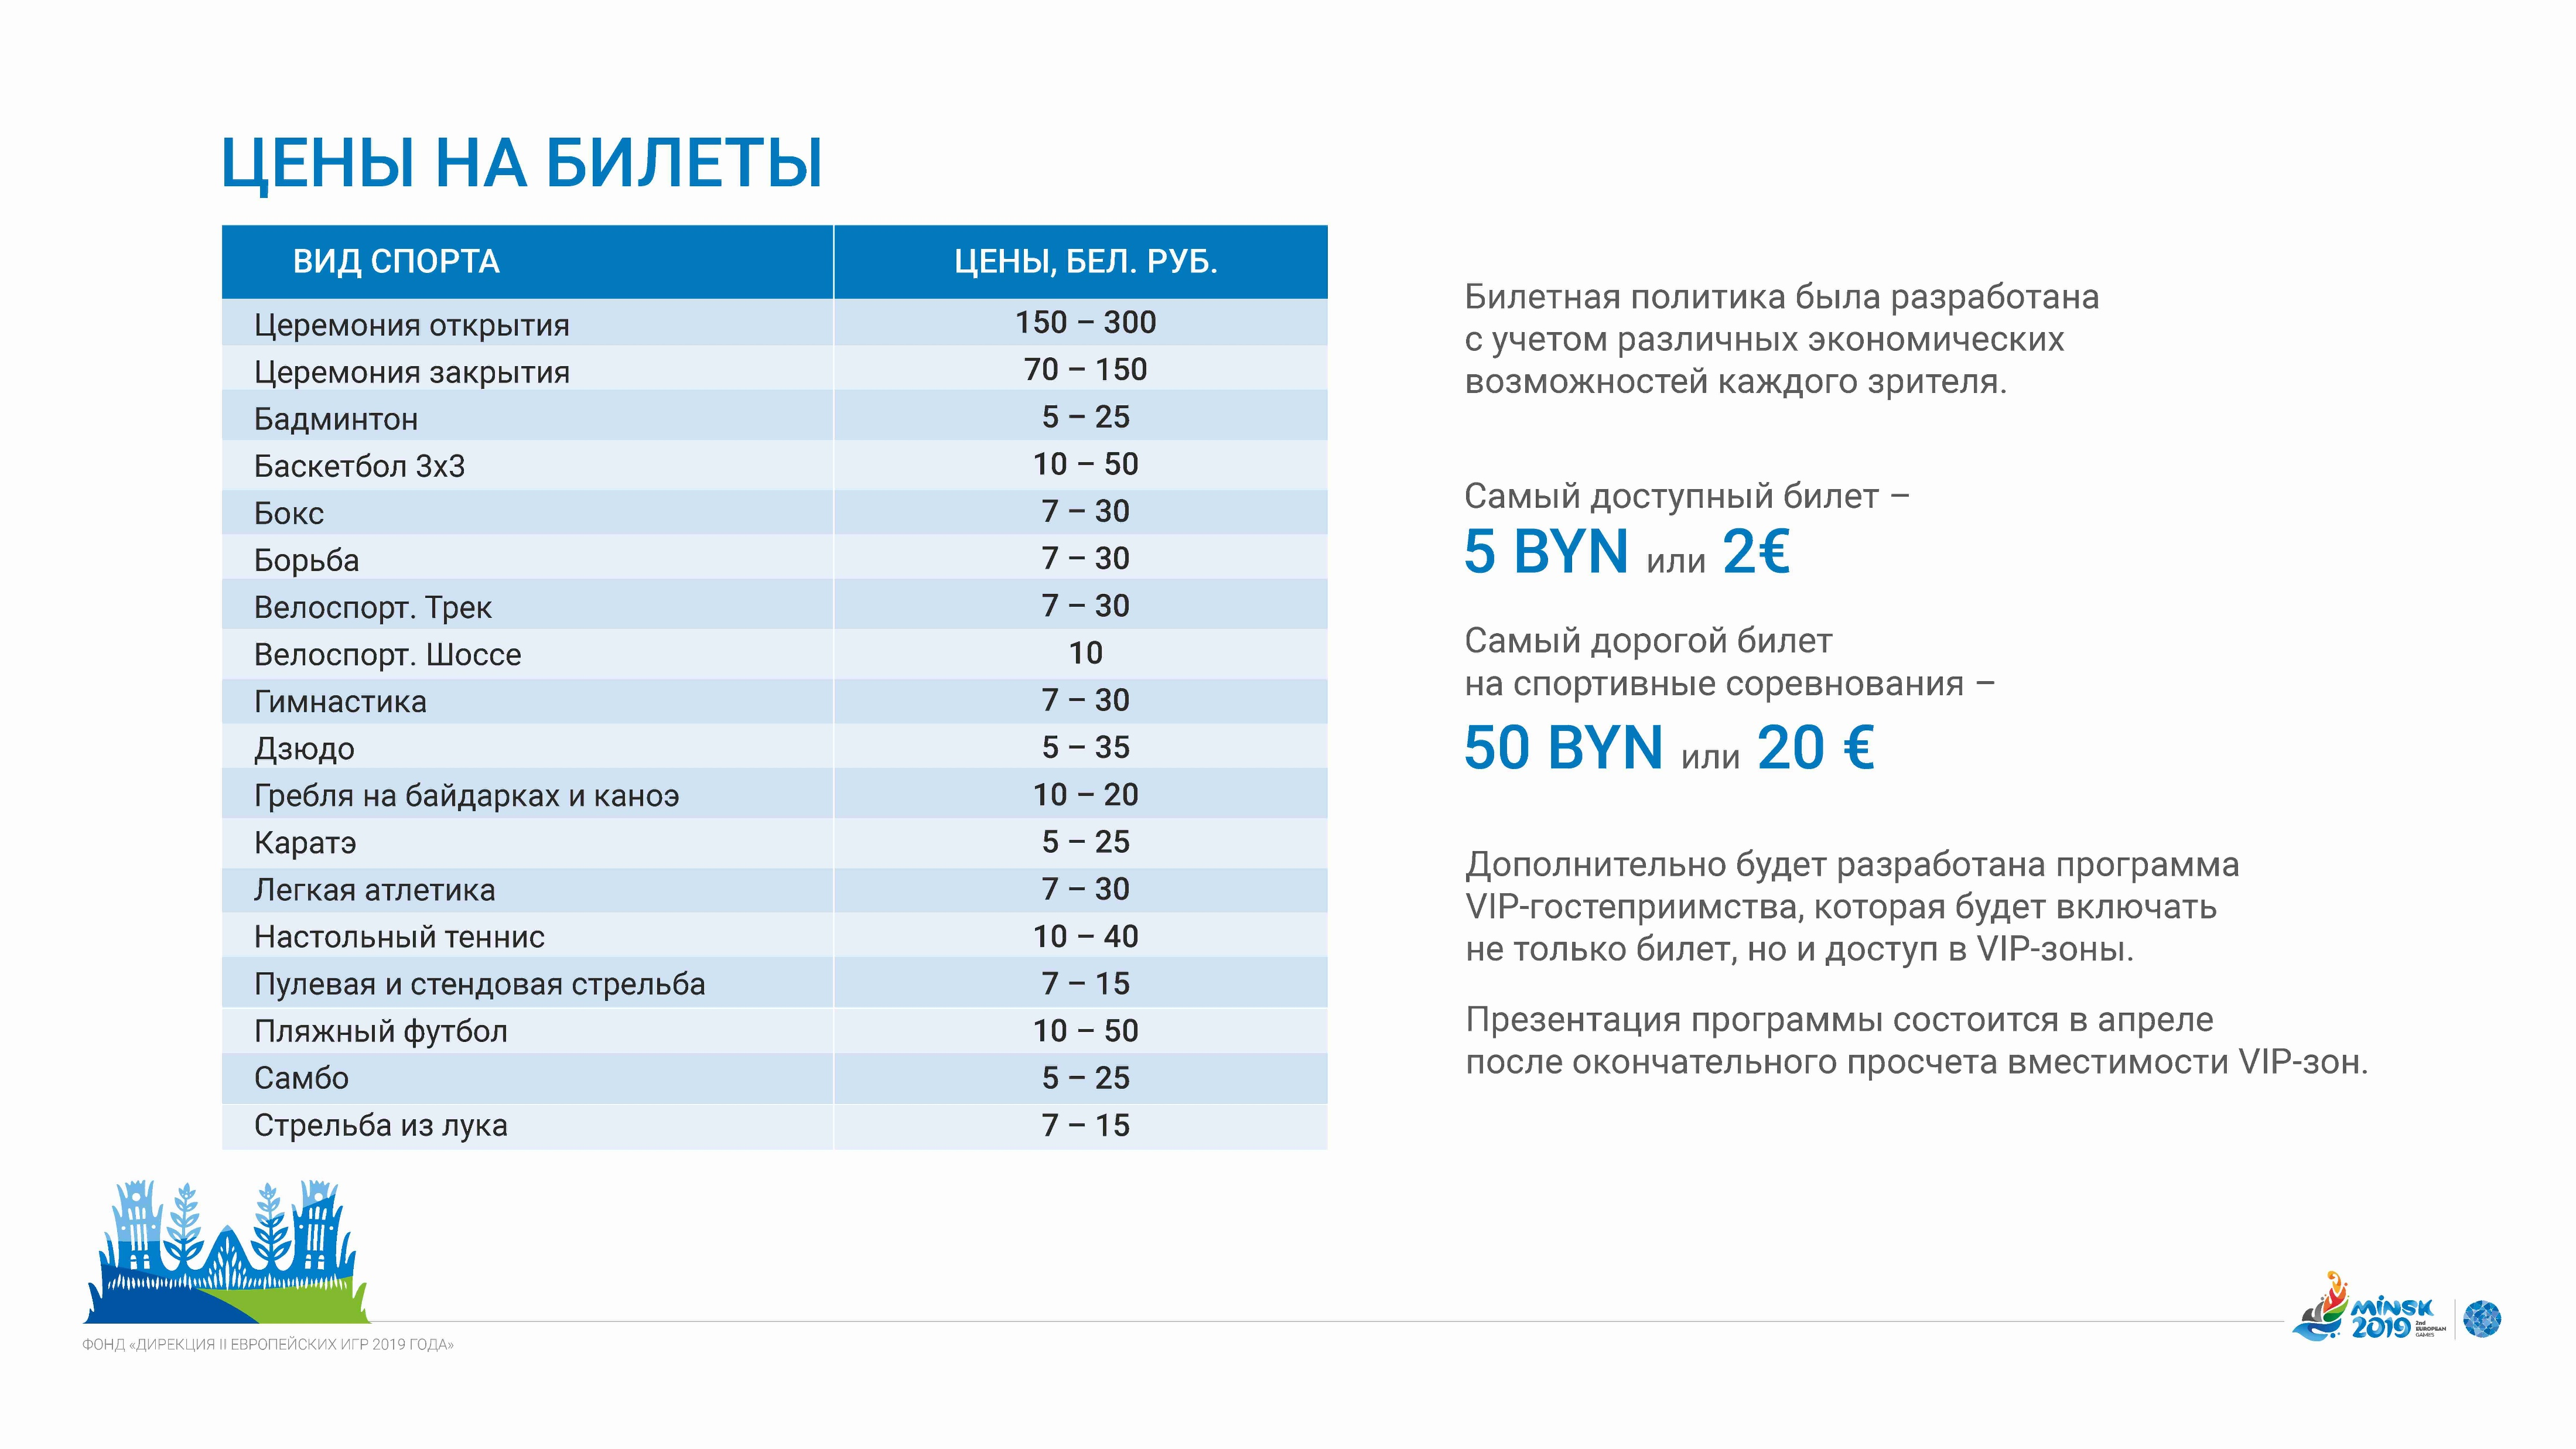 ЦЕНЫ НА БИЛЕТЫ
ВИД СПОРТА ЦЕНЫ, БЕЛ. РУБ.
Церемония открытия 150 – 300
Церемония закрытия 70 – 150
Бадминтон 5 – 25
Баскетбол 3х3 10 – 50
Бокс 7 – 30
Борьба 7 – 30
Велоспорт. Трек 7 – 30
Велоспорт. Шоссе 10
Гимнастика 7 – 30
Дзюдо 5 – 35
Гребля на байдарках и каноэ 10 – 20
Каратэ 5 – 25
Легкая атлетика 7 – 30
Настольный теннис 10 – 40
Пулевая и стендовая стрельба 7 – 15
Пляжный футбол 10 – 50
Самбо 5 – 25
Стрельба из лука 7 – 15
Билетная политика была разработана
с учетом различных экономических
возможностей каждого зрителя.
Самый доступный билет –
5 BYN или 2€
Самый дорогой билет
на спортивные соревнования –
50 BYN или 20 €
Дополнительно будет разработана программа
VIP-гостеприимства, которая будет включать
не только билет, но и доступ в VIP-зоны.
Презентация программы состоится в апреле
после окончательного просчета вместимости VIP-зон.
ФОНД «ДИРЕКЦИЯ II ЕВРОПЕЙСКИХ ИГР 2019 ГОДА»
MINSK
2019
2nd
EUROPEAN
GAMES